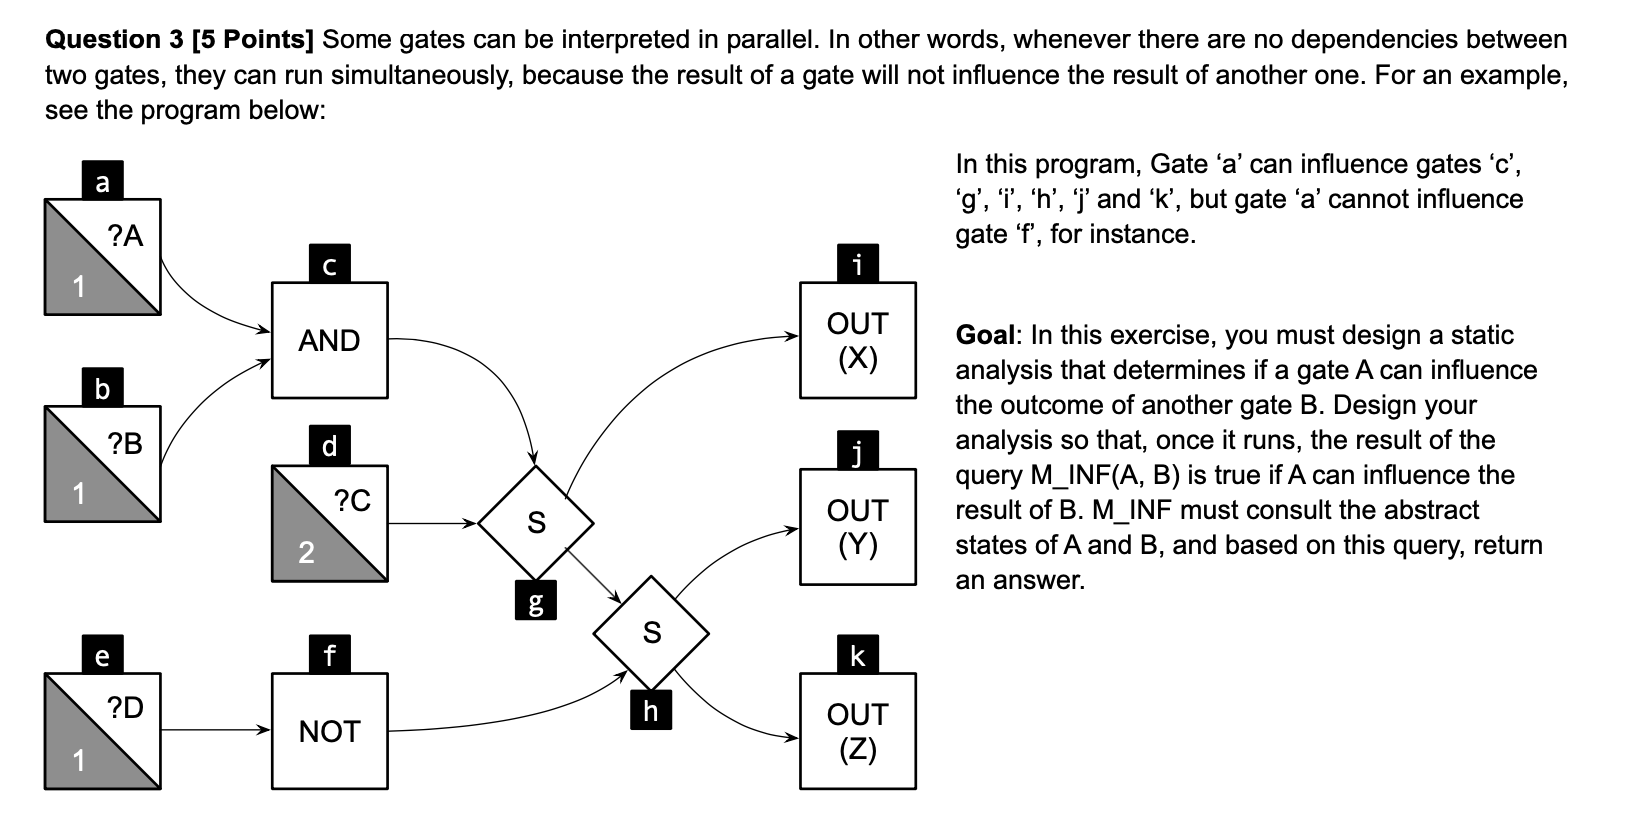 Question 3 [5 Points] Some gates can be interpreted in parallel. In other words, whenever there are no dependencies between
two gates, they can run simultaneously, because the result of a gate will not influence the result of another one. For an example,
see the program below:
In this program, Gate ‘a’ can influence gates ‘c’,
‘g’, ‘i’, ‘h’, ‘j’ and ‘k’, but gate ‘a’ cannot influence
gate ‘f’, for instance.
Goal: In this exercise, you must design a static
analysis that determines if a gate A can influence
the outcome of another gate B. Design your
analysis so that, once it runs, the result of the
query M_INF(A, B) is true if A can influence the
result of B. M_INF must consult the abstract
states of A and B, and based on this query, return
an answer.
a
?A
1
b
?B
1
c
AND
d
?C
2
e
?D
1
f
NOT
S
g
S
h
i
OUT
(X)
j
OUT
(Y)
k
OUT
(Z)